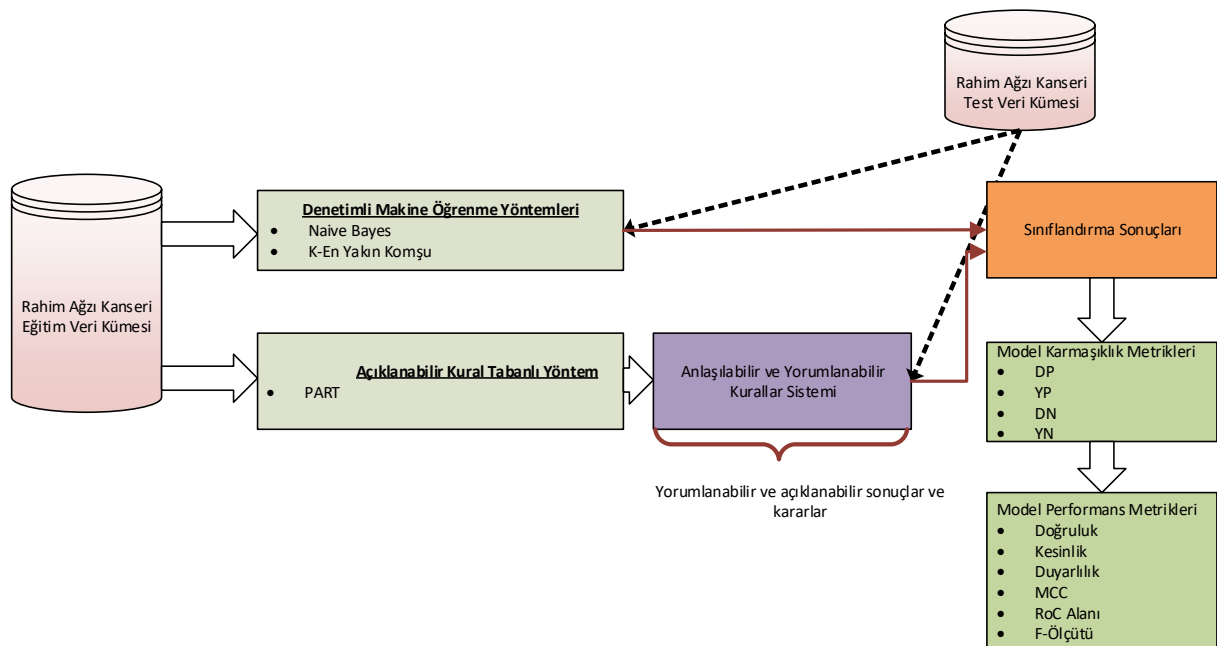 Rahim Ağzı Kanseri
Test Veri Kümesi
Rahim Ağzı Kanseri
Eğitim Veri Kümesi
Denetimli Makine Öğrenme Yöntemleri
• Naive Bayes
• K-En Yakın Komşu
Açıklanabilir Kural Tabanlı Yöntem
• PART
Anlaşılabilir ve Yorumlanabilir
Kurallar Sistemi
Yorumlanabilir ve açıklanabilir sonuçlar ve
kararlar
Sınıflandırma Sonuçları
Model Karmaşıklık Metrikleri
• DP
• YP
• DN
• YN
Model Performans Metrikleri
• Doğruluk
• Kesinlik
• Duyarlılık
• MCC
• RoC Alanı
• F-Ölçütü